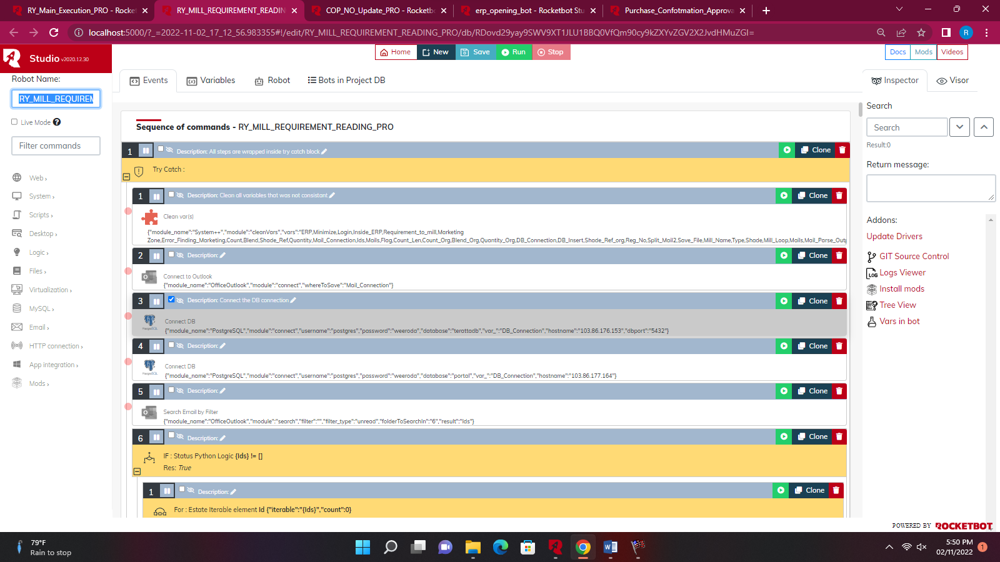 RY_Main_Execution_PRO - Rocket
RY_MILL_REQUIREMENT_READIN
COP_NO_Update_PRO - Rocketbo
erp_opening_bot - Rocketbot Stu
Purchase_Confotmation_Approva
localhost:5000/?_=2022-11-02_17_12_56.983355#!/edit/RY_MILL_REQUIREMENT_READING_PRO/db/RDovd29yay9SWV9XT1JLU1BBQ0VfQm90cy9kZXYvZGV2X2JvdHMuZGI=
R
Studio v2020.12.30
Home
New
Save
Run
Stop
Docs
Mods
Videos
Robot Name:
RY_MILL_REQUIREM
Live Mode
Filter commands
Web ›
System ›
Scripts ›
Desktop ›
Logic ›
Files ›
Virtualization ›
MySQL ›
Email ›
HTTP connection ›
App integration ›
Mods ›
Events
Variables
Robot
Bots in Project DB
Sequence of commands - RY_MILL_REQUIREMENT_READING_PRO
1 Description: All steps are wrapped inside try catch block Clone
Try Catch :
1 Description: Clean all variables that was not consistant Clone
Clean var(s)
{"module_name":"System++","module":"cleanVars","vars":"ERP,Minimize,Login,Inside_ERP,Requirement_to_mill,Marketing
Zone,Error_Finding_Marketing,Count,Blend,Shade_Ref,Quantity,Mail_Connection,Ids,Mails,Flag,Count_Len,Count_Org,Blend_Org,Quantity_Org,DB_Connection,DB_Insert,Shade_Ref_org,Reg_No,Split_Mail2,Save_File,Mill_Name,Type,Shade,Mill_Loop,Mails,Mail_Parse_Outp
2 Description: Clone
Connect to Outlook
{"module_name":"OfficeOutlook","module":"connect","whereToSave":"Mail_Connection"}
3 Description: Connect the DB connection Clone
Connect DB
{"module_name":"PostgreSQL","module":"connect","username":"postgres","password":"weeroda","database":"terattadb","var_":"DB_Connection","hostname":"103.86.176.153","dbport":"5432"}
4 Description: Clone
Connect DB
{"module_name":"PostgreSQL","module":"connect","username":"postgres","password":"weeroda","database":"portal","var_":"DB_Connection","hostname":"103.86.177.164"}
5 Description: Clone
Search Email by Filter
{"module_name":"OfficeOutlook","module":"search","filter":"","filter_type":"unread","folderToSearchIn":"6","result":"Ids"}
6 Description: Clone
IF : Status Python Logic {Ids} != []
Res: True
1 Description: Clone
For : Estate Iterable element Id {"iterable":"{Ids}","count":0}
Inspector
Visor
Search
Search
Result:0
Return message:
Addons:
Update Drivers
GIT Source Control
Logs Viewer
Install mods
Tree View
Vars in bot
POWERED BY ROCKETBOT
79°F
Rain to stop
5:50 PM
02/11/2022
1